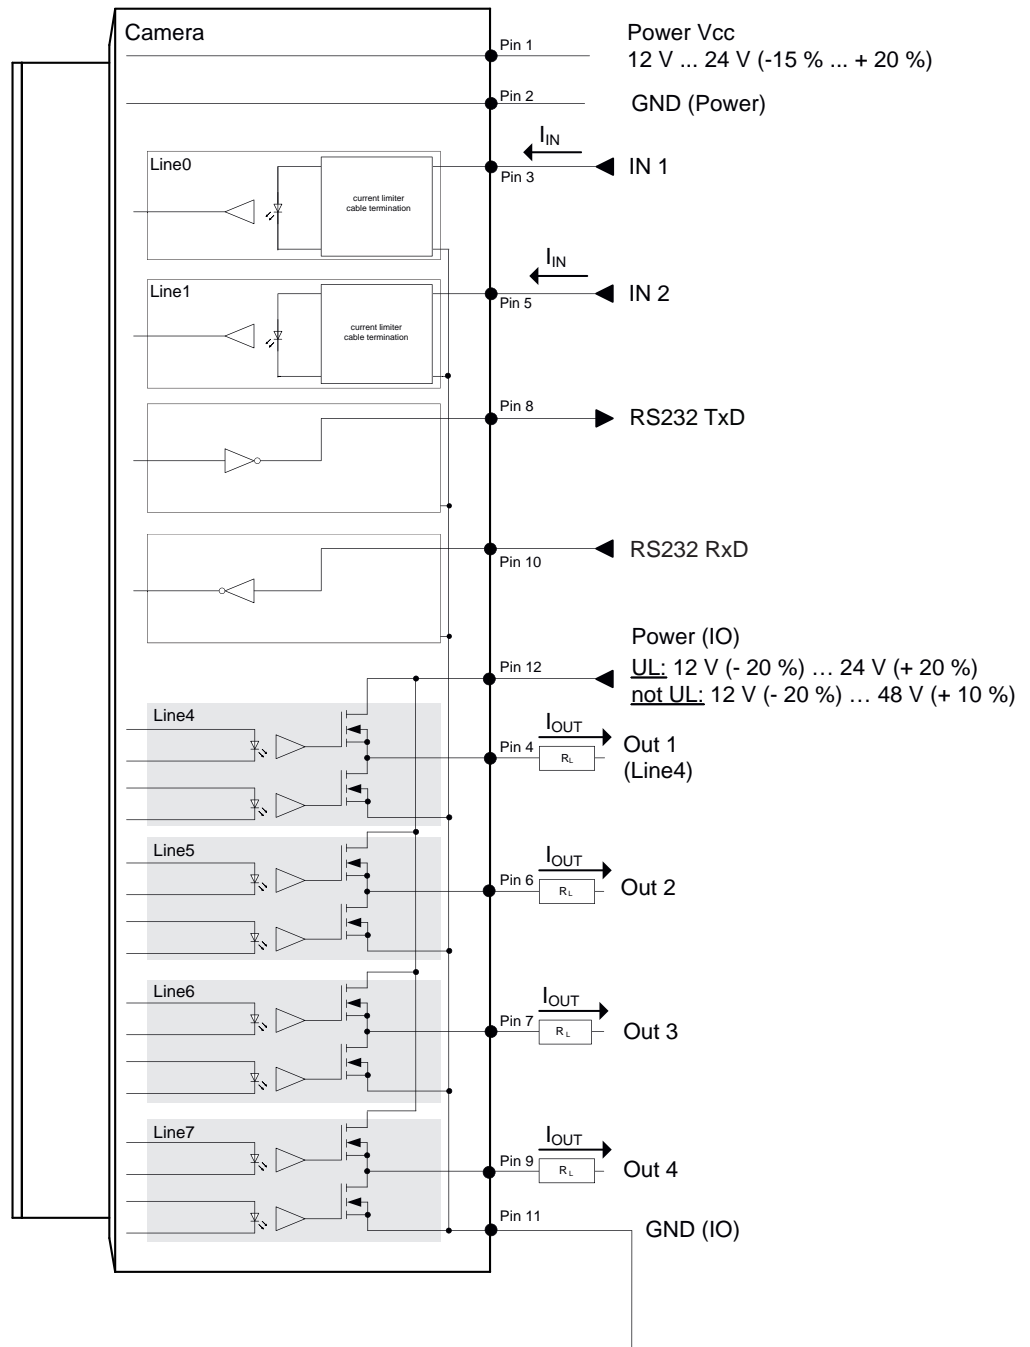 Camera
Pin 1
Power Vcc
12 V ... 24 V (-15 % ... + 20 %)
Pin 2
GND (Power)
Line0
current limiter
cable termination
Pin 3
IIN
IN 1
Line1
current limiter
cable termination
Pin 5
IIN
IN 2
Pin 8
RS232 TxD
Pin 10
RS232 RxD
Pin 12
Power (IO)
UL: 12 V (- 20 %) … 24 V (+ 20 %)
not UL: 12 V (- 20 %) … 48 V (+ 10 %)
Line4
Pin 4
IOUT
RL
Out 1
(Line4)
Line5
Pin 6
IOUT
RL
Out 2
Line6
Pin 7
IOUT
RL
Out 3
Line7
Pin 9
IOUT
RL
Out 4
Pin 11
GND (IO)